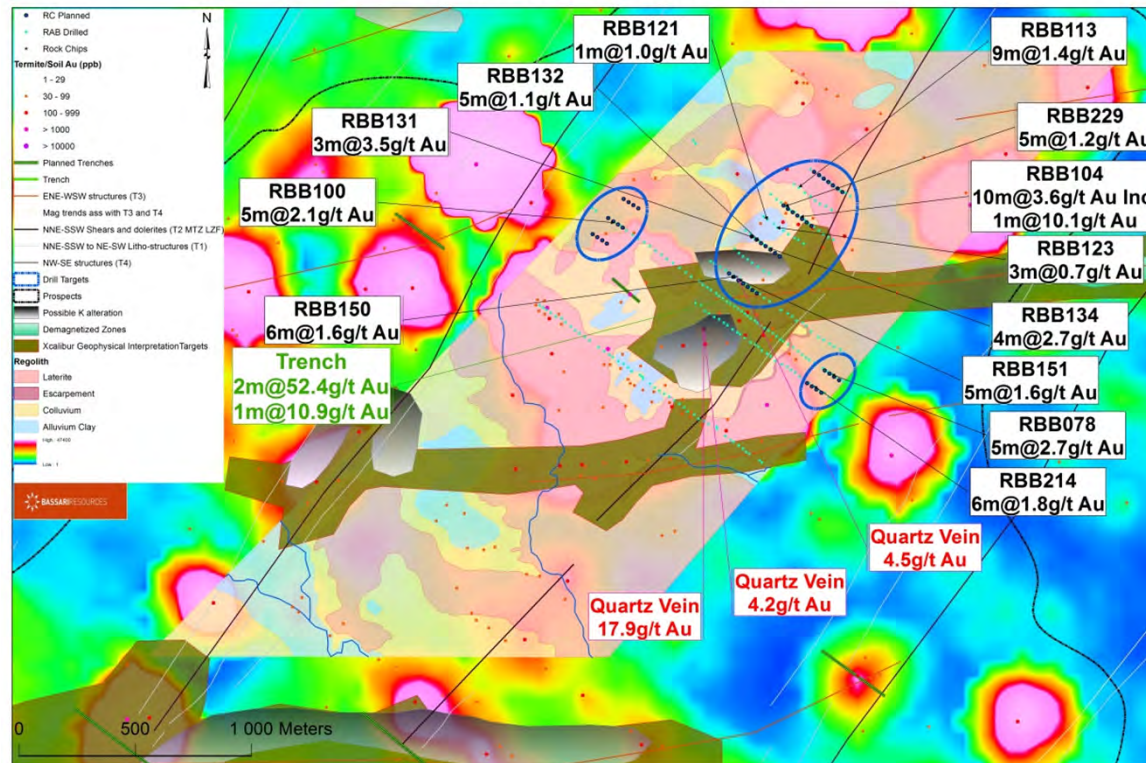 RC Planned
RAB Drilled
Rock Chips
Termite/Soil Au (ppb)
1 - 29
30 - 99
100 - 999
> 1000
> 10000
Planned Trenches
Trench
ENE-WSW structures (T3)
Mag trends ass with T3 and T4
NNE-SSW Shears and dolerites (T2 MTZ LZF)
NNE-SSW to NE-SW Litho-structures (T1)
NW-SE structures (T4)
Drill Targets
Prospects
Possible K alteration
Demagnetized Zones
Xcalibur Geophysical InterpretationTargets
Regolith
Laterite
Escarpment
Colluvium
Alluvium Clay
High : 47400
Low : 1
BASSARIRESOURCES
N
RBB121
1m@1.0g/t Au
RBB132
5m@1.1g/t Au
RBB131
3m@3.5g/t Au
RBB100
5m@2.1g/t Au
RBB150
6m@1.6g/t Au
Trench
2m@52.4g/t Au
1m@10.9g/t Au
RBB113
9m@1.4g/t Au
RBB229
5m@1.2g/t Au
RBB104
10m@3.6g/t Au Inc
1m@10.1g/t Au
RBB123
3m@0.7g/t Au
RBB134
4m@2.7g/t Au
RBB151
5m@1.6g/t Au
RBB078
5m@2.7g/t Au
RBB214
6m@1.8g/t Au
Quartz Vein
4.5g/t Au
Quartz Vein
4.2g/t Au
Quartz Vein
17.9g/t Au
0 500 1 000 Meters